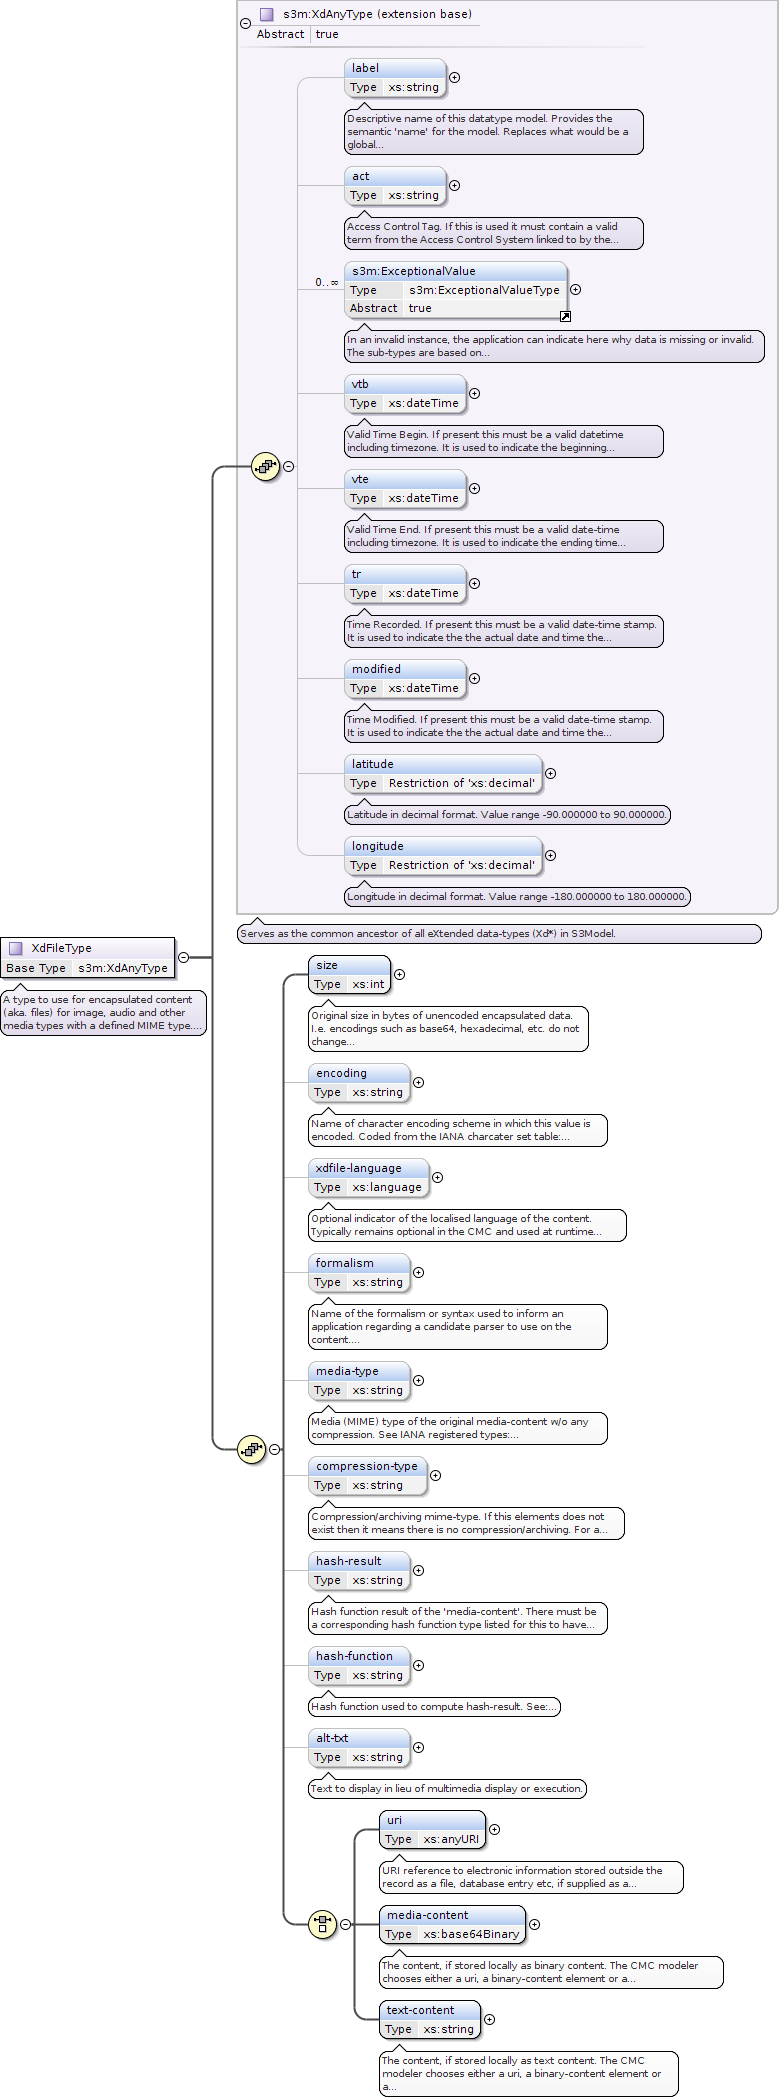 s3m:XdAnyType (extension base)
Abstract true
label
Type xs:string
Descriptive name of this datatype model. Provides the
semantic 'name' for the model. Replaces what would be a
global...
act
Type xs:string
Access Control Tag. If this is used it must contain a valid
term from the Access Control System linked to by the...
0..∞
s3m:ExceptionalValue
Type s3m:ExceptionalValueType
Abstract true
In an invalid instance, the application can indicate here why data is missing or invalid.
The sub-types are based on...
vtb
Type xs:dateTime
Valid Time Begin. If present this must be a valid datetime
including timezone. It is used to indicate the beginning...
vte
Type xs:dateTime
Valid Time End. If present this must be a valid date-time
including timezone. It is used to indicate the ending time...
tr
Type xs:dateTime
Time Recorded. If present this must be a valid date-time stamp.
It is used to indicate the the actual date and time the...
modified
Type xs:dateTime
Time Modified. If present this must be a valid date-time stamp.
It is used to indicate the the actual date and time the...
latitude
Type Restriction of 'xs:decimal'
Latitude in decimal format. Value range -90.000000 to 90.000000.
longitude
Type Restriction of 'xs:decimal'
Longitude in decimal format. Value range -180.000000 to 180.000000.
Serves as the common ancestor of all eXtended data-types (Xd*) in S3Model.
XdFileType
Base Type s3m:XdAnyType
A type to use for encapsulated content
(aka. files) for image, audio and other
media types with a defined MIME type....
size
Type xs:int
Original size in bytes of unencoded encapsulated data.
I.e. encodings such as base64, hexadecimal, etc. do not
change...
encoding
Type xs:string
Name of character encoding scheme in which this value is
encoded. Coded from the IANA charcater set table:...
xdfile-language
Type xs:language
Optional indicator of the localised language of the content.
Typically remains optional in the CMC and used at runtime...
formalism
Type xs:string
Name of the formalism or syntax used to inform an
application regarding a candidate parser to use on the
content....
media-type
Type xs:string
Media (MIME) type of the original media-content w/o any
compression. See IANA registered types:...
compression-type
Type xs:string
Compression/archiving mime-type. If this elements does not
exist then it means there is no compression/archiving. For a...
hash-result
Type xs:string
Hash function result of the 'media-content'. There must be
a corresponding hash function type listed for this to have...
hash-function
Type xs:string
Hash function used to compute hash-result. See:...
alt-txt
Type xs:string
Text to display in lieu of multimedia display or execution.
uri
Type xs:anyURI
URI reference to electronic information stored outside the
record as a file, database entry etc, if supplied as a...
media-content
Type xs:base64Binary
The content, if stored locally as binary content. The CMC modeler
chooses either a uri, a binary-content element or a...
text-content
Type xs:string
The content, if stored locally as text content. The CMC
modeler chooses either a uri, a binary-content element or
a...